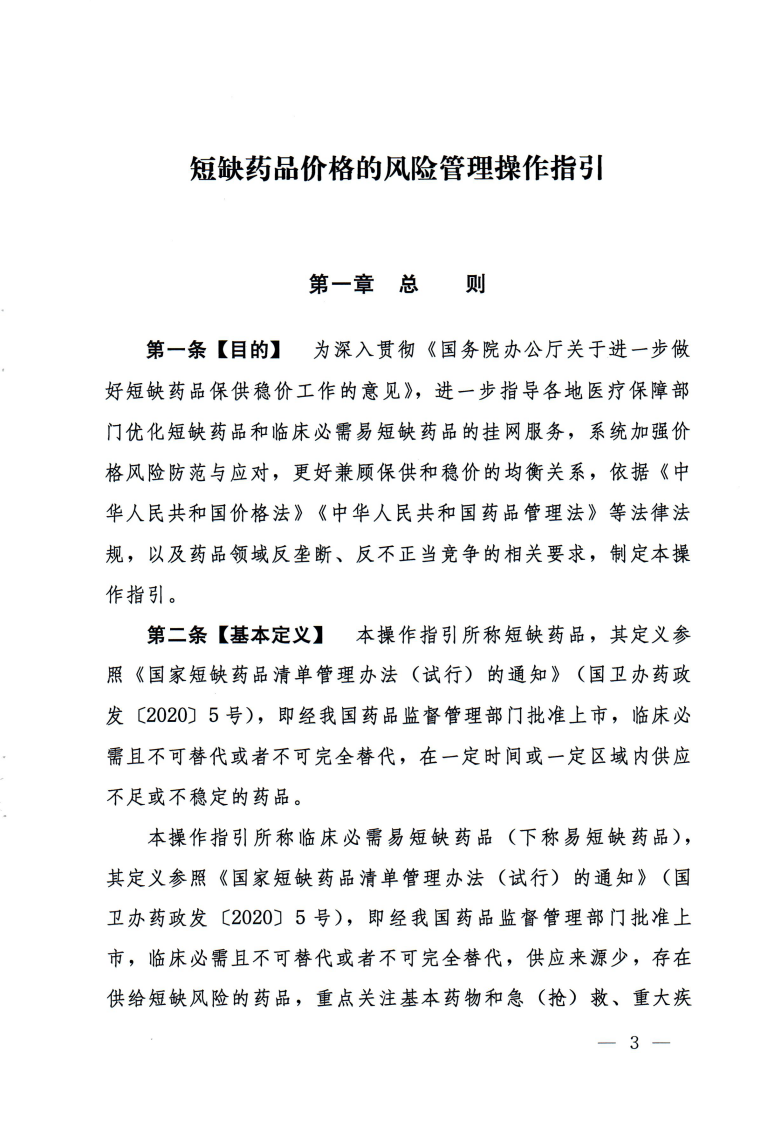 短缺药品价格的风险管理操作指引
第一章 总 则
第一条【目的】 为深入贯彻《国务院办公厅关于进一步做
好短缺药品保供稳价工作的意见》，进一步指导各地医疗保障部
门优化短缺药品和临床必需易短缺药品的挂网服务，系统加强价
格风险防范与应对，更好兼顾保供和稳价的均衡关系，依据《中
华人民共和国价格法》《中华人民共和国药品管理法》等法律法
规，以及药品领域反垄断、反不正当竞争的相关要求，制定本操
作指引。
第二条【基本定义】 本操作指引所称短缺药品，其定义参
照《国家短缺药品清单管理办法（试行）的通知》（国卫办药政
发〔2020〕5号），即经我国药品监督管理部门批准上市，临床必
需且不可替代或者不可完全替代，在一定时间或一定区域内供应
不足或不稳定的药品。
本操作指引所称临床必需易短缺药品（下称易短缺药品），
其定义参照《国家短缺药品清单管理办法（试行）的通知》（国
卫办药政发〔2020〕5号），即经我国药品监督管理部门批准上
市，临床必需且不可替代或者不可完全替代，供应来源少，存在
供给短缺风险的药品，重点关注基本药物和急（抢）救、重大疾
— 3 —